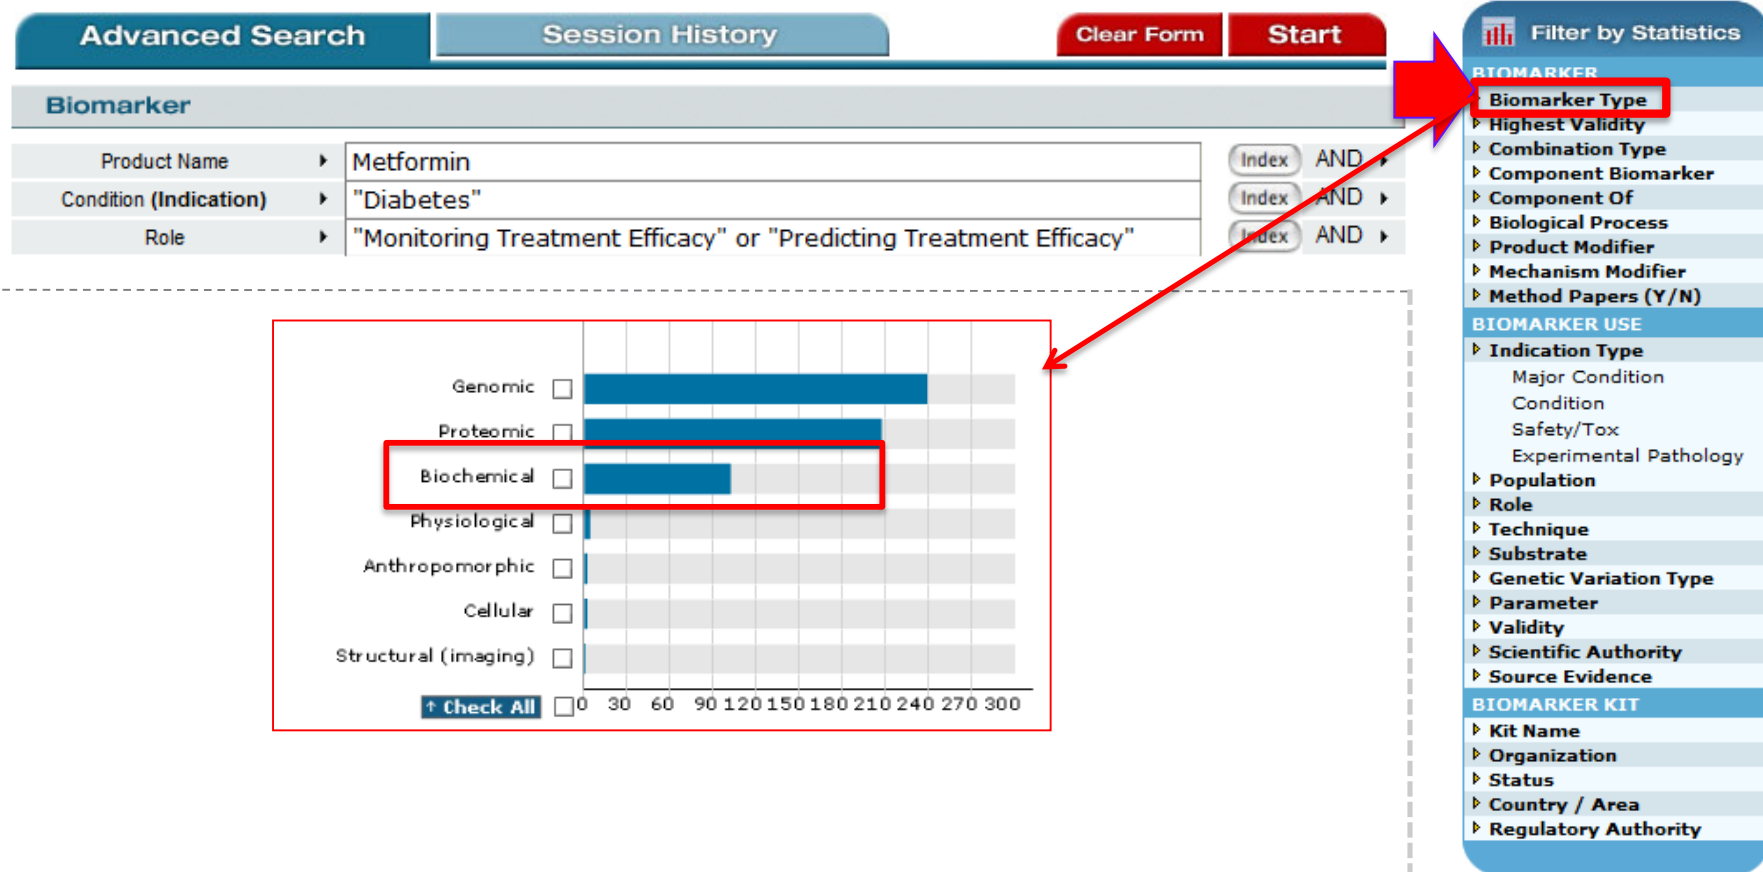 Advanced Search
Session History
Clear Form
Start
Biomarker
Product Name Metformin Index AND
Condition (Indication) "Diabetes" Index AND
Role "Monitoring Treatment Efficacy" or "Predicting Treatment Efficacy" Index AND
Genomic
Proteomic
Biochemical
Physiological
Anthropomorphic
Cellular
Structural (imaging)
↑ Check All
0 30 60 90 120 150 180 210 240 270 300
Filter by Statistics
BIOMARKER
Biomarker Type
Highest Validity
Combination Type
Component Biomarker
Component Of
Biological Process
Product Modifier
Mechanism Modifier
Method Papers (Y/N)
BIOMARKER USE
Indication Type
Major Condition
Condition
Safety/Tox
Experimental Pathology
Population
Role
Technique
Substrate
Genetic Variation Type
Parameter
Validity
Scientific Authority
Source Evidence
BIOMARKER KIT
Kit Name
Organization
Status
Country / Area
Regulatory Authority